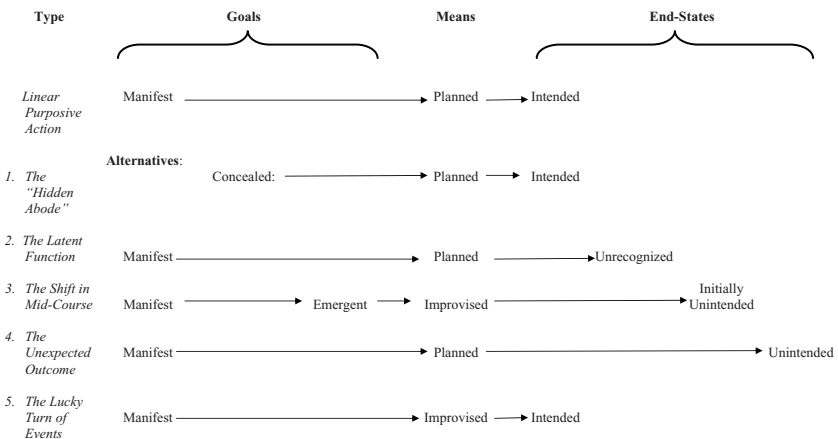 Type Goals Means End-States
Linear Manifest Planned Intended
Purposive
Action
Alternatives:
1. The Concealed: Planned Intended
“Hidden
Abode”
2. The Latent
Function Manifest Planned Unrecognized
3. The Shift in Initially
Mid-Course Manifest Emergent Improvised Unintended
4. The
Unexpected Manifest Planned Unintended
Outcome
5. The Lucky
Turn of Manifest Improvised Intended
Events